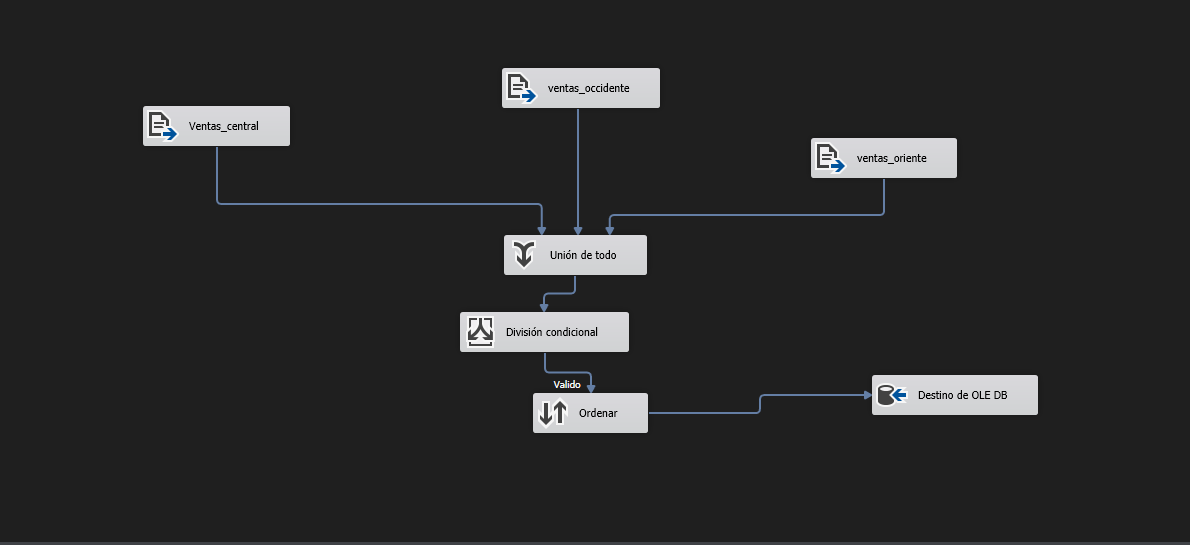 ventas_occidente
Ventas_central
ventas_oriente
Unión de todo
División condicional
Valido
Ordenar
Destino de OLE DB